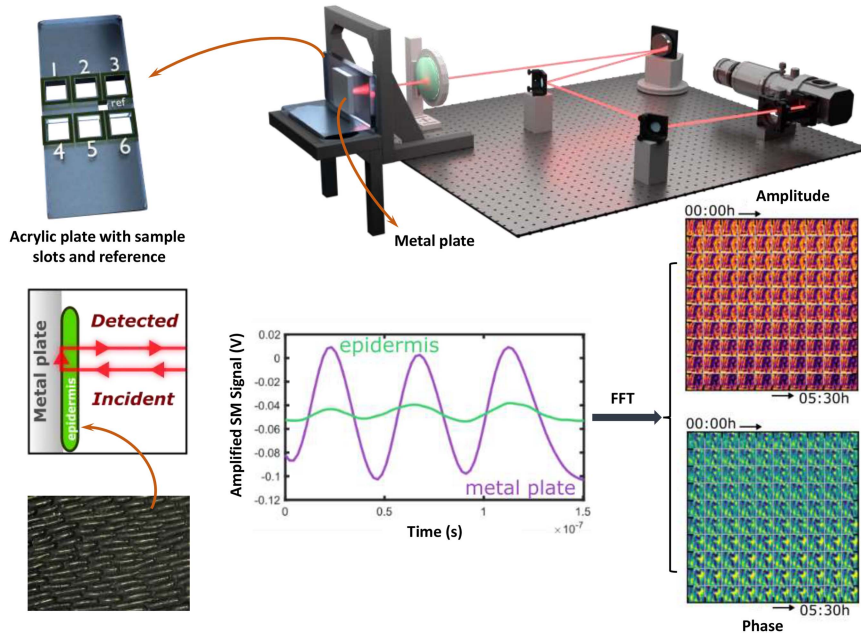 1 2 3
ref
4 5 6
Acrylic plate with sample
slots and reference
Metal plate
Amplitude
00:00h
05:30h
Metal plate
epidermis
Detected
Incident
Amplified SM Signal (V)
0.02
0
-0.02
-0.04
-0.06
-0.08
-0.1
-0.12
epidermis
metal plate
0 0.5 1 1.5
×10⁻⁷
Time (s)
FFT
00:00h
05:30h
Phase